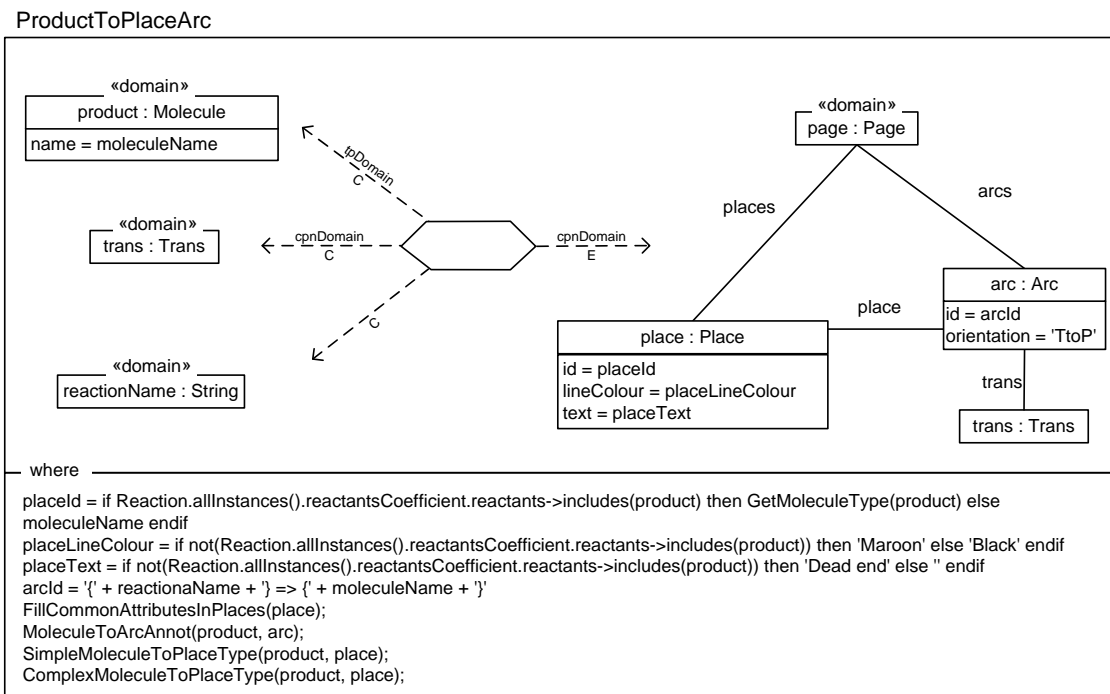 ProductToPlaceArc
«domain»
product : Molecule
name = moleculeName
«domain»
trans : Trans
«domain»
reactionName : String
tpDomain
C
cpnDomain
C
C
cpnDomain
E
«domain»
page : Page
places
arcs
place : Place
id = placeId
lineColour = placeLineColour
text = placeText
place
arc : Arc
id = arcId
orientation = 'TtoP'
trans
trans : Trans
where
placeId = if Reaction.allInstances().reactantsCoefficient.reactants->includes(product) then GetMoleculeType(product) else
moleculeName endif
placeLineColour = if not(Reaction.allInstances().reactantsCoefficient.reactants->includes(product)) then 'Maroon' else 'Black' endif
placeText = if not(Reaction.allInstances().reactantsCoefficient.reactants->includes(product)) then 'Dead end' else '' endif
arcId = '{' + reactionaName + '} => {' + moleculeName + '}'
FillCommonAttributesInPlaces(place);
MoleculeToArcAnnot(product, arc);
SimpleMoleculeToPlaceType(product, place);
ComplexMoleculeToPlaceType(product, place);